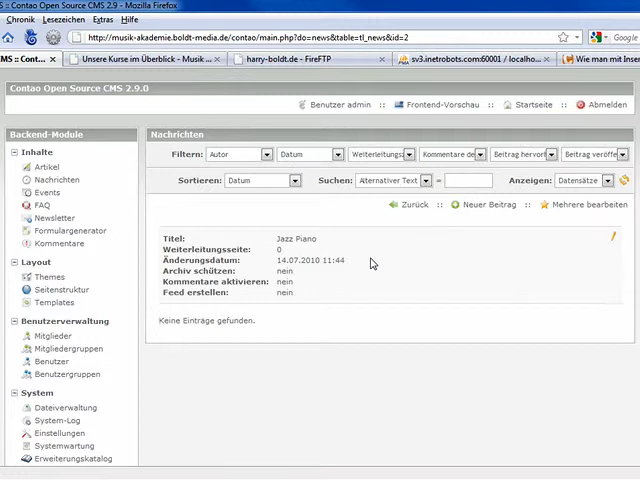 S :: Contao Open Source CMS 2.9 - Mozilla Firefox
Chronik Lesezeichen Extras Hilfe
http://musik-akademie.boldt-media.de/contao/main.php?do=news&table=tl_news&id=2
Google
CMS ::...
Unsere Kurse im Überblick - Musik ...
harry-boldt.de - FireFTP
sv3.inetrobots.com:60001 / localho...
Wie man mit Inser
Contao Open Source CMS 2.9.0
Benutzer admin :: Frontend-Vorschau :: Startseite :: Abmelden
Backend-Module
Inhalte
Artikel
Nachrichten
Events
FAQ
Newsletter
Formulargenerator
Kommentare
Layout
Themes
Seitenstruktur
Templates
Benutzerverwaltung
Mitglieder
Mitgliedergruppen
Benutzer
Benutzergruppen
System
Dateiverwaltung
System-Log
Einstellungen
Systemwartung
Erweiterungskatalog
Nachrichten
Filtern: Autor Datum Weiterleitungs Kommentare de Beitrag hervor Beitrag veröffe
Sortieren: Datum Suchen: Alternativer Text = Anzeigen: Datensätze
Zurück :: Neuer Beitrag :: Mehrere bearbeiten
Titel: Jazz Piano
Weiterleitungsseite: 0
Änderungsdatum: 14.07.2010 11:44
Archiv schützen: nein
Kommentare aktivieren: nein
Feed erstellen: nein
Keine Einträge gefunden.